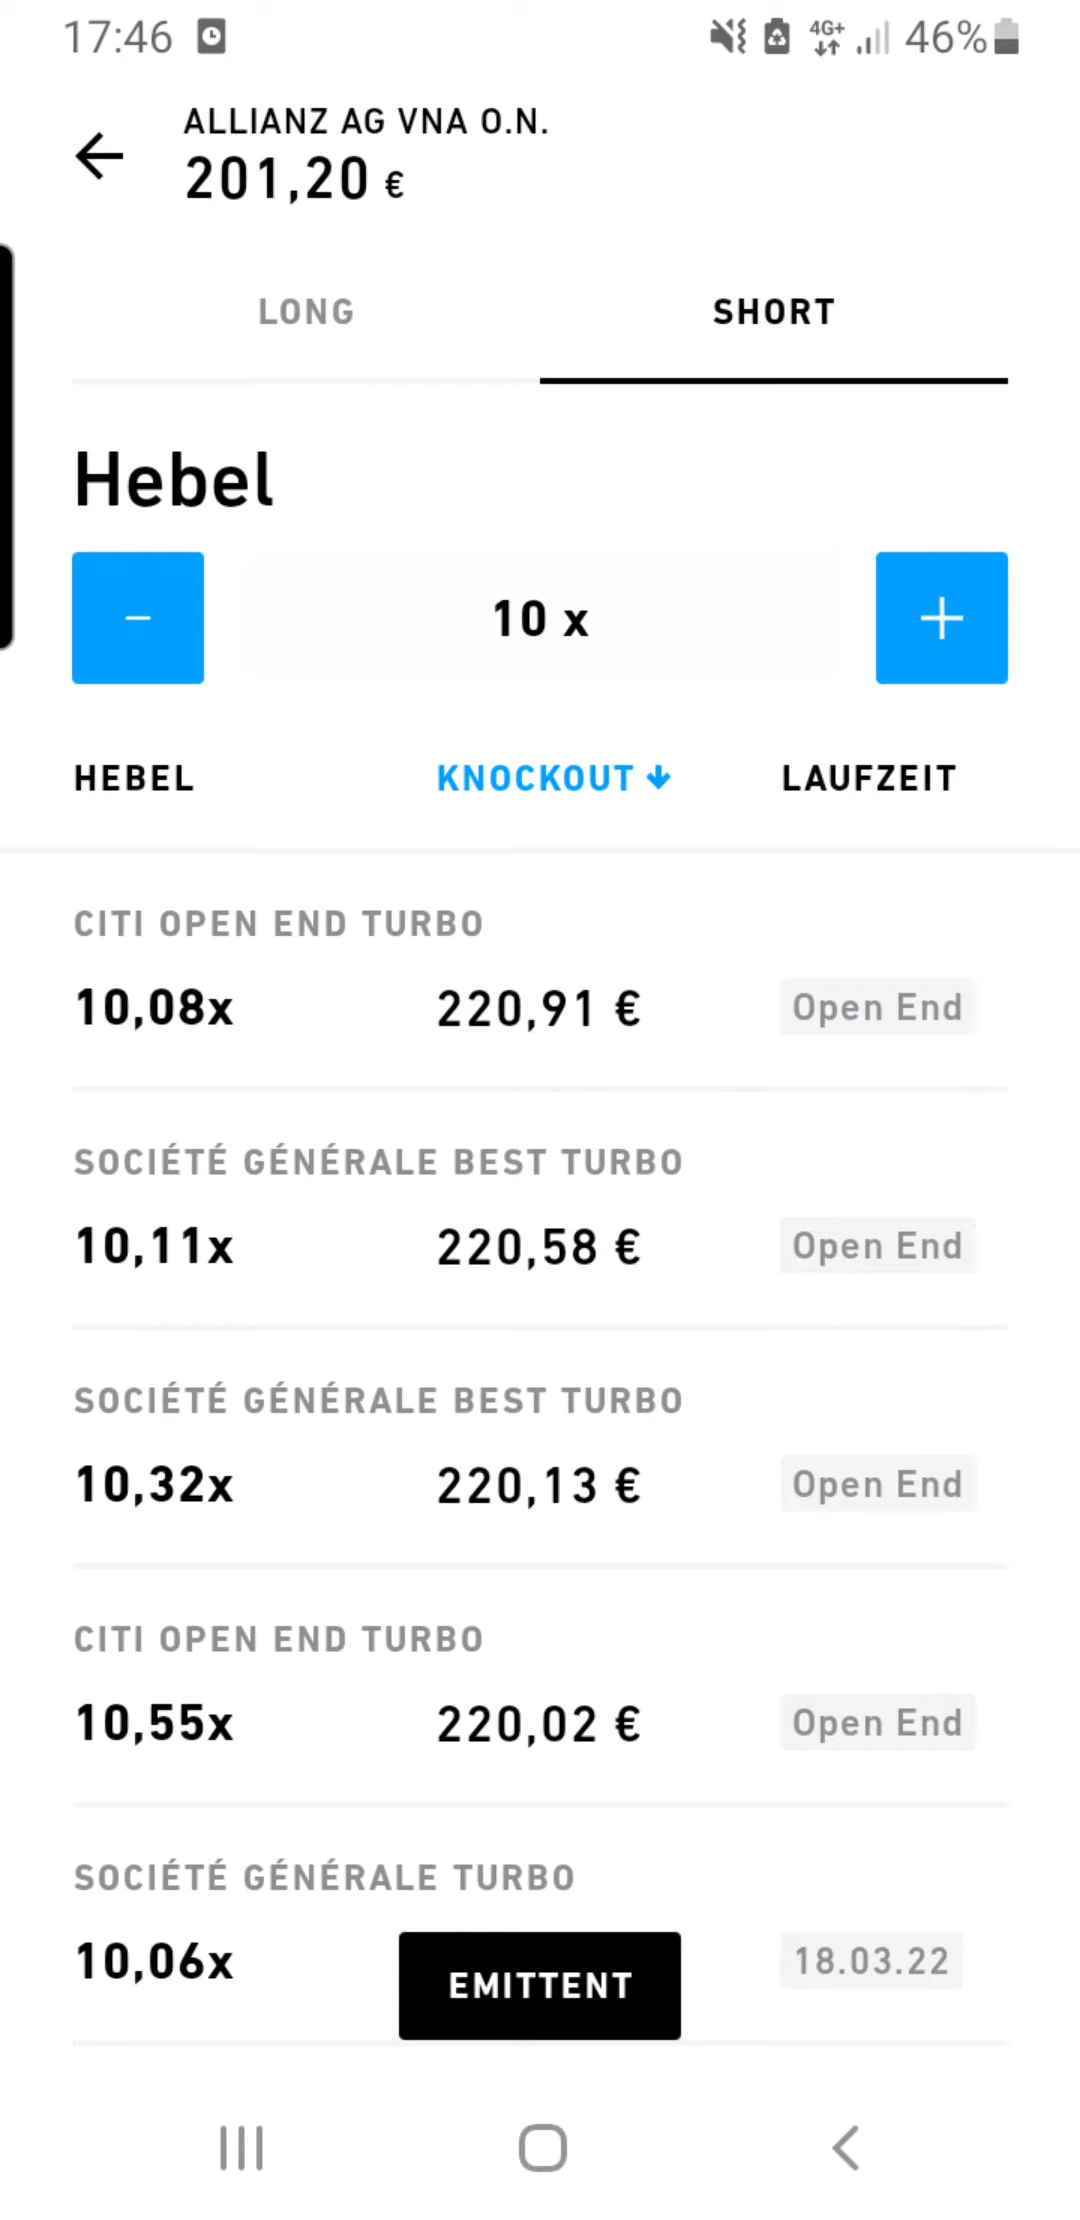 17:46 4G+ 46%
ALLIANZ AG VNA O.N.
201,20 €
LONG SHORT
Hebel
− 10 x +
HEBEL KNOCKOUT LAUFZEIT
CITI OPEN END TURBO
10,08x 220,91 € Open End
SOCIÉTÉ GÉNÉRALE BEST TURBO
10,11x 220,58 € Open End
SOCIÉTÉ GÉNÉRALE BEST TURBO
10,32x 220,13 € Open End
CITI OPEN END TURBO
10,55x 220,02 € Open End
SOCIÉTÉ GÉNÉRALE TURBO
10,06x EMITTENT 18.03.22